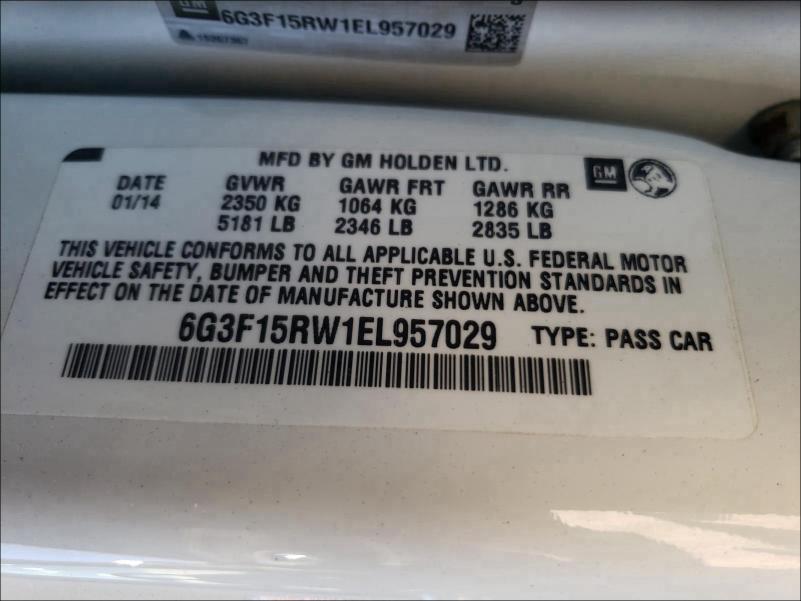 GM
6G3F15RW1EL957029
MFD BY GM HOLDEN LTD.
GM
DATE GVWR GAWR FRT GAWR RR
01/14 2350 KG 1064 KG 1286 KG
5181 LB 2346 LB 2835 LB
THIS VEHICLE CONFORMS TO ALL APPLICABLE U.S. FEDERAL MOTOR
VEHICLE SAFETY, BUMPER AND THEFT PREVENTION STANDARDS IN
EFFECT ON THE DATE OF MANUFACTURE SHOWN ABOVE.
6G3F15RW1EL957029 TYPE: PASS CAR